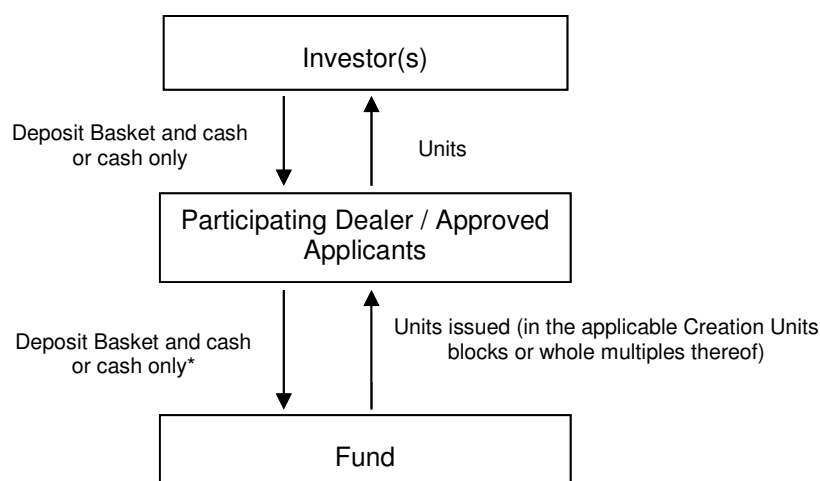 Investor(s)
Deposit Basket and cash
or cash only
Units
Participating Dealer / Approved
Applicants
Deposit Basket and cash
or cash only*
Units issued (in the applicable Creation Units
blocks or whole multiples thereof)
Fund